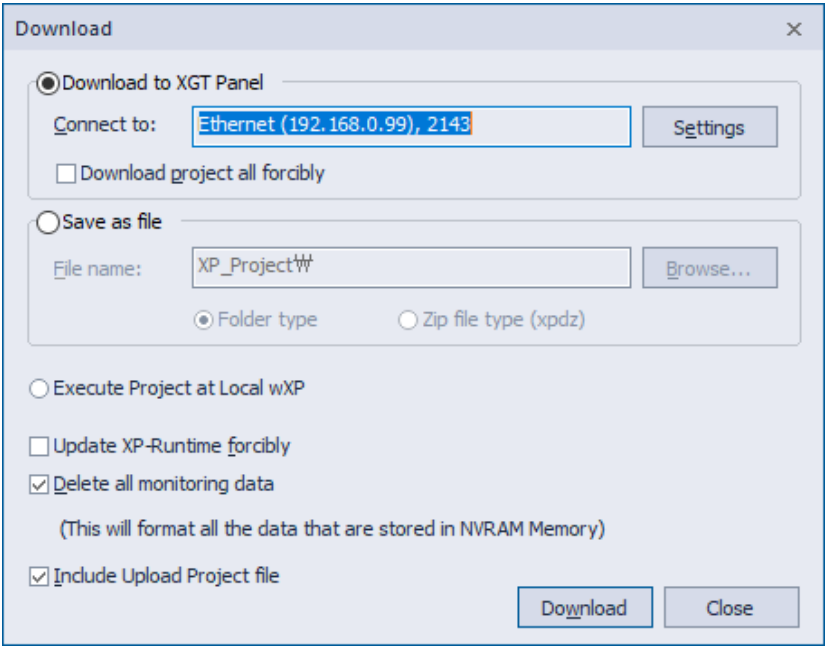 Download
Download to XGT Panel
Connect to: Ethernet (192.168.0.99), 2143 Settings
Download project all forcibly
Save as file
File name: XP_Project₩ Browse...
Folder type Zip file type (xpdz)
Execute Project at Local wXP
Update XP-Runtime forcibly
Delete all monitoring data
(This will format all the data that are stored in NVRAM Memory)
Include Upload Project file
Download Close